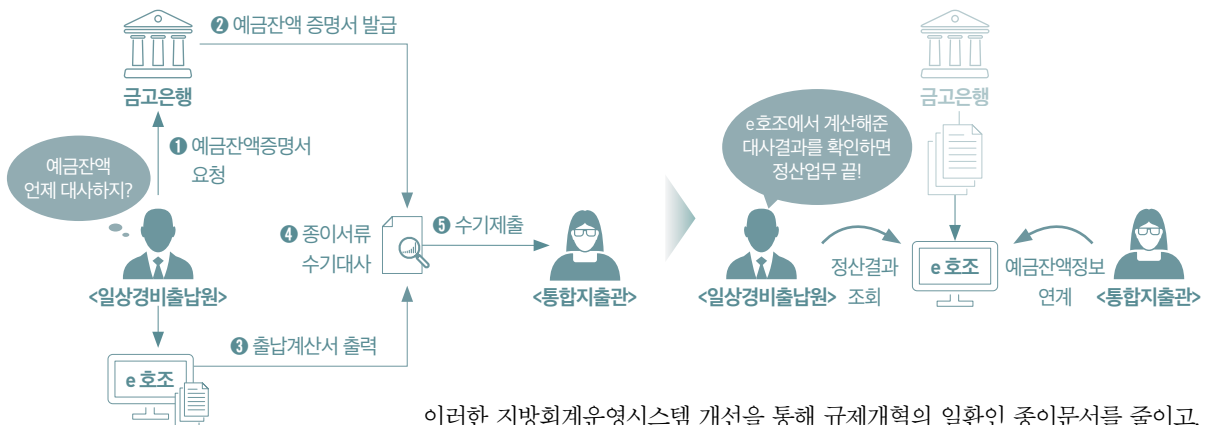 ❷ 예금잔액 증명서 발급
금고은행
❶ 예금잔액증명서
요청
예금잔액
언제 대사하지?
<일상경비출납원>
❹ 종이서류
수기대사
❺ 수기제출
<통합지출관>
❸ 출납계산서 출력
e 호조
금고은행
e호조에서 계산해준
대사결과를 확인하면
정산업무 끝!
<일상경비출납원>
정산결과
조회
e 호조
예금잔액정보
연계
<통합지출관>
이러한 지방회계운영시스템 개선을 통해 규제개혁의 일환인 종이문서를 줄이고,